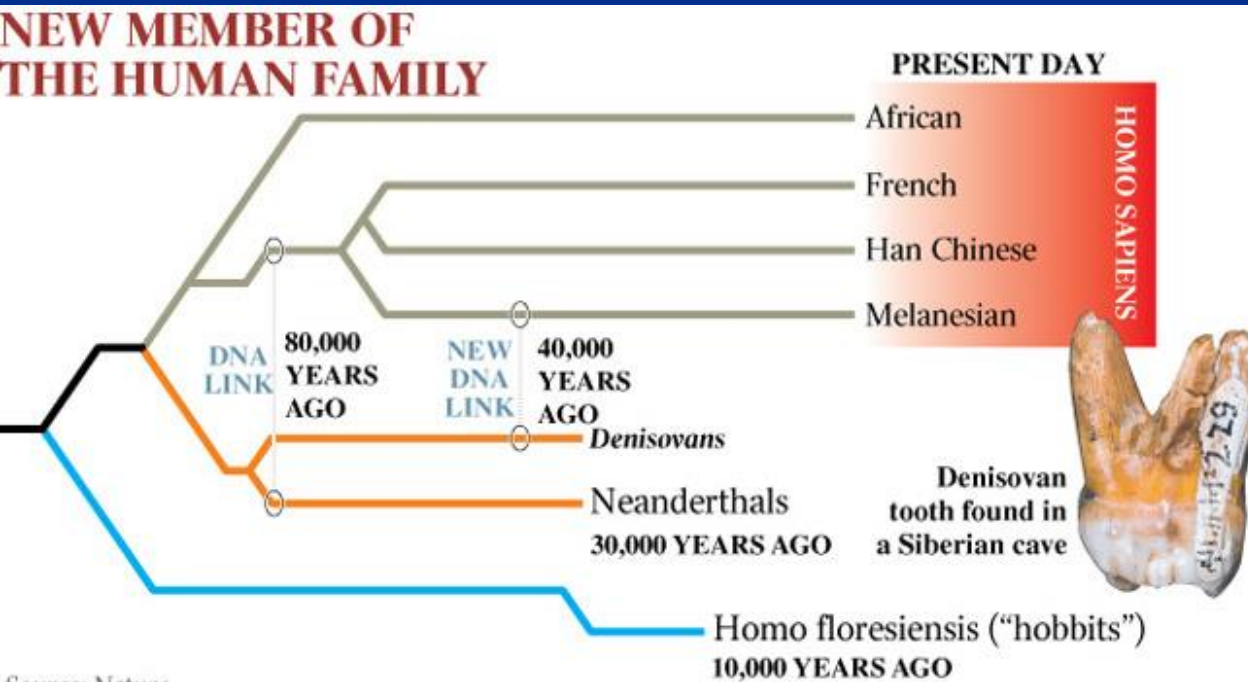 NEW MEMBER OF
THE HUMAN FAMILY
PRESENT DAY
African
French
Han Chinese
Melanesian
HOMO SAPIENS
DNA
LINK
80,000
YEARS
AGO
NEW
DNA
LINK
40,000
YEARS
AGO
Denisovans
Neanderthals
30,000 YEARS AGO
Denisovan
tooth found in
a Siberian cave
Homo floresiensis (“hobbits”)
10,000 YEARS AGO
Source: Nature